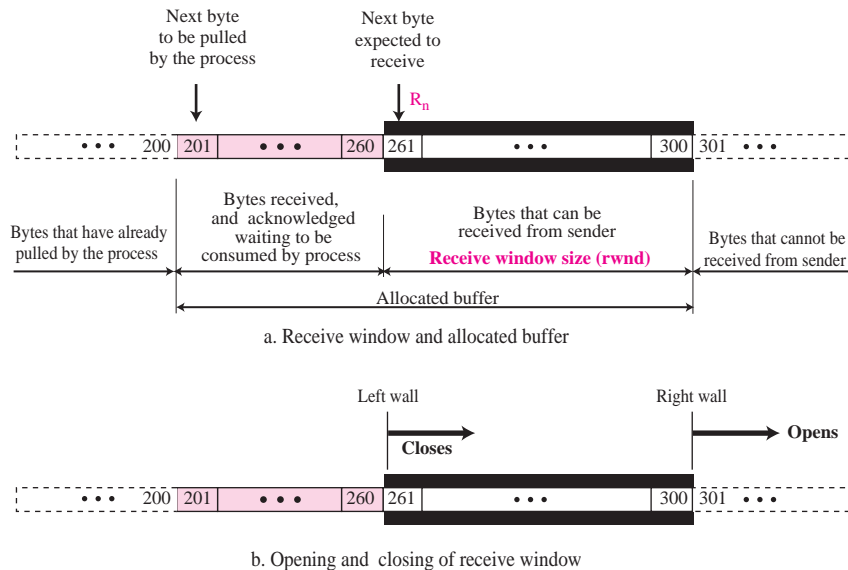 Next byte
to be pulled
by the process
Next byte
expected to
receive
Rn
• • • 200 201 • • • 260 261 • • • 300 301 • • •
Bytes that have already
pulled by the process
Bytes received,
and acknowledged
waiting to be
consumed by process
Bytes that can be
received from sender
Receive window size (rwnd)
Bytes that cannot be
received from sender
Allocated buffer
a. Receive window and allocated buffer
Left wall
Right wall
Closes
Opens
• • • 200 201 • • • 260 261 • • • 300 301 • • •
b. Opening and closing of receive window